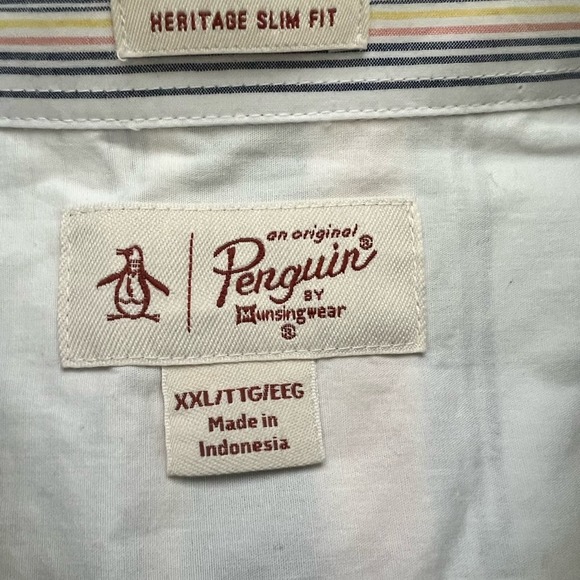 HERITAGE SLIM FIT
an original
Penguin®
BY
Munsingwear
®
XXL/TTG/EEG
Made in
Indonesia